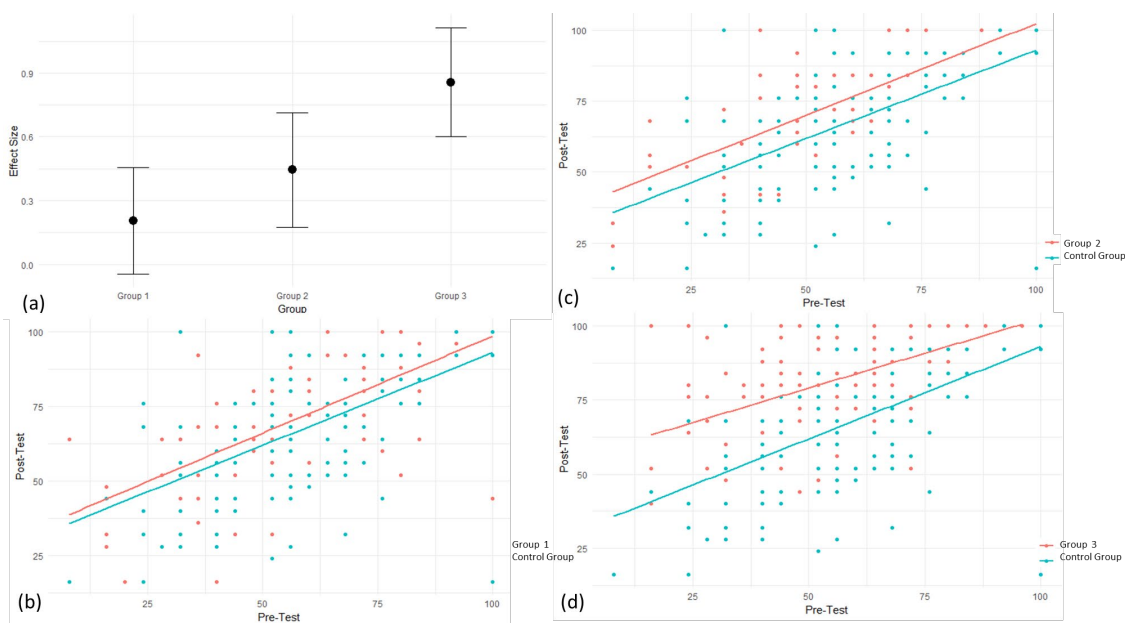 Effect Size
0.9
0.6
0.3
0.0
Group 1
Group 2
Group 3
Group
(a)
Post-Test
100
75
50
25
25
50
75
100
Pre-Test
(c)
Group 2
Control Group
Post-Test
100
75
50
25
25
50
75
100
Pre-Test
(b)
Group 1
Control Group
Post-Test
100
75
50
25
25
50
75
100
Pre-Test
(d)
Group 3
Control Group